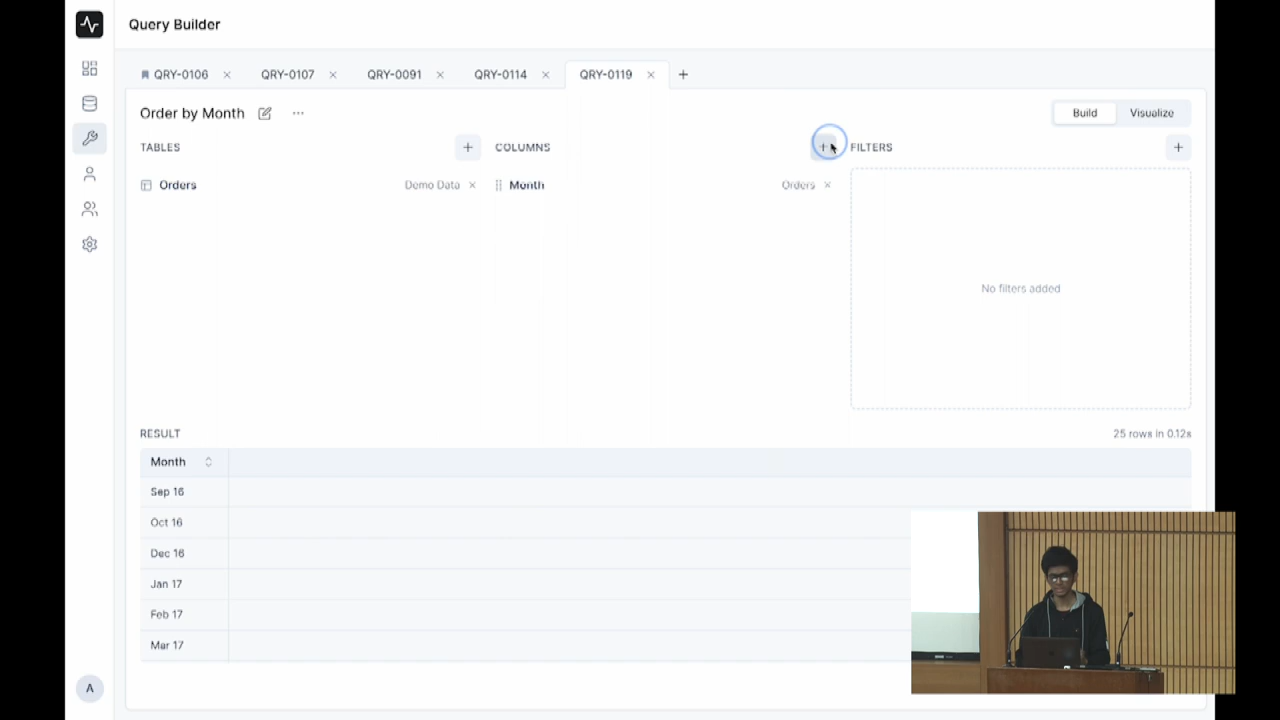 Query Builder
QRY-0106 QRY-0107 QRY-0091 QRY-0114 QRY-0119
Order by Month
Build Visualize
TABLES COLUMNS FILTERS
Orders Demo Data Month Orders
No filters added
RESULT 25 rows in 0.12s
Month
Sep 16
Oct 16
Dec 16
Jan 17
Feb 17
Mar 17
A